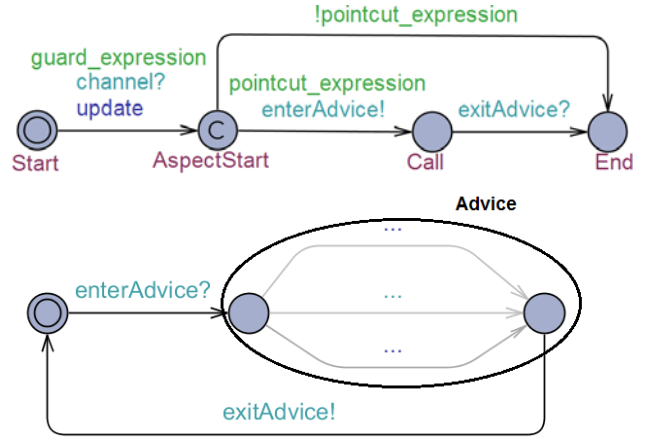 !pointcut_expression
guard_expression
channel?
update
pointcut_expression
enterAdvice!
exitAdvice?
C
Start
AspectStart
Call
End
Advice
...
enterAdvice?
...
...
exitAdvice!